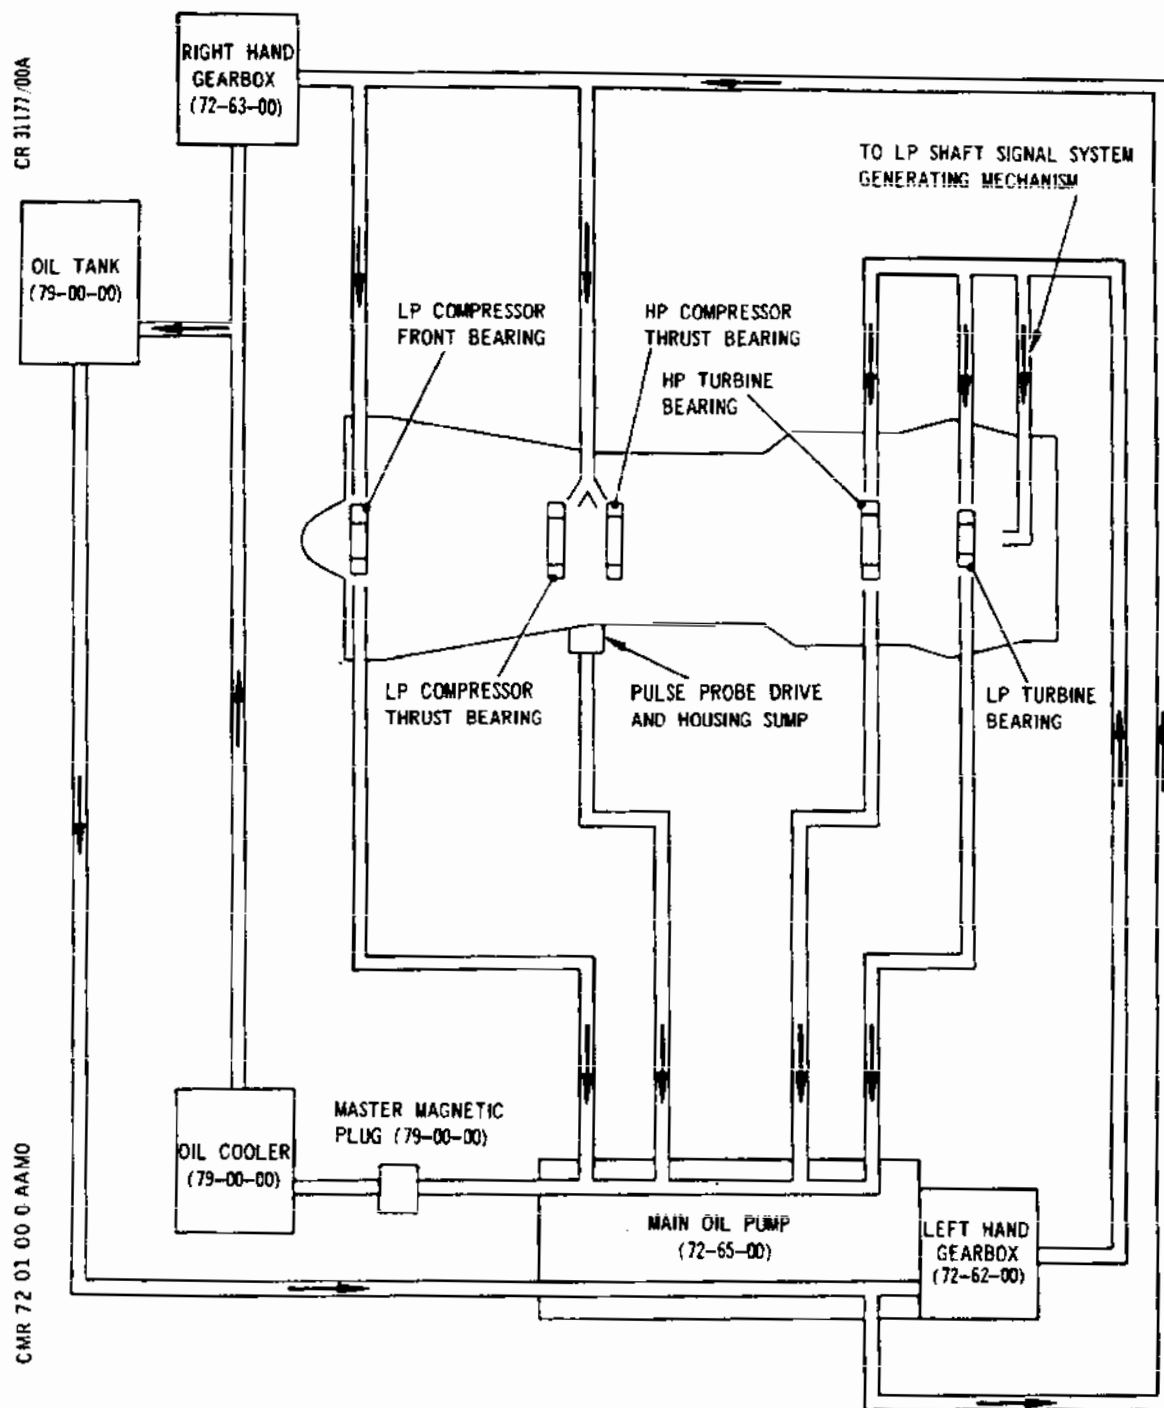 CR 31177/00A
RIGHT HAND
GEARBOX
(72-63-00)
TO LP SHAFT SIGNAL SYSTEM
GENERATING MECHANISM
OIL TANK
(79-00-00)
LP COMPRESSOR
FRONT BEARING
HP COMPRESSOR
THRUST BEARING
HP TURBINE
BEARING
LP COMPRESSOR
THRUST BEARING
PULSE PROBE DRIVE
AND HOUSING SUMP
LP TURBINE
BEARING
MASTER MAGNETIC
PLUG (79-00-00)
OIL COOLER
(79-00-00)
MAIN OIL PUMP
(72-65-00)
LEFT HAND
GEARBOX
(72-62-00)
CMR 72 01 00 0 AAMO